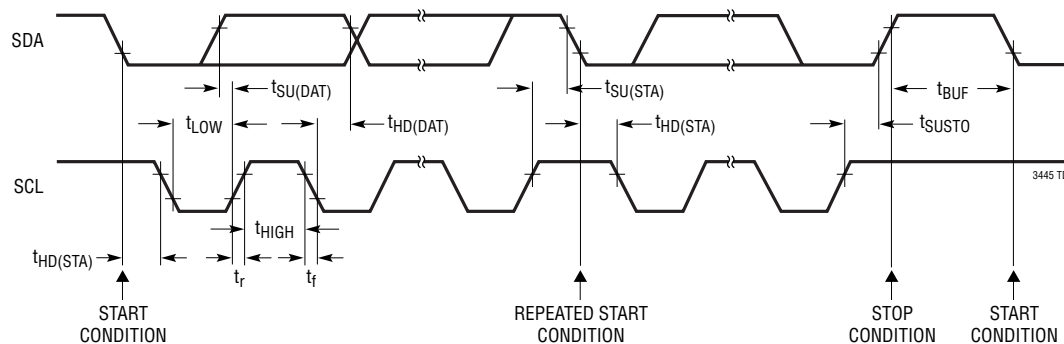 SDA
tSU(DAT)
tSU(STA)
tBUF
tLOW
tHD(DAT)
tHD(STA)
tSUSTO
SCL
3445 T
tHIGH
tHD(STA)
tr
tf
START
CONDITION
REPEATED START
CONDITION
STOP
CONDITION
START
CONDITION